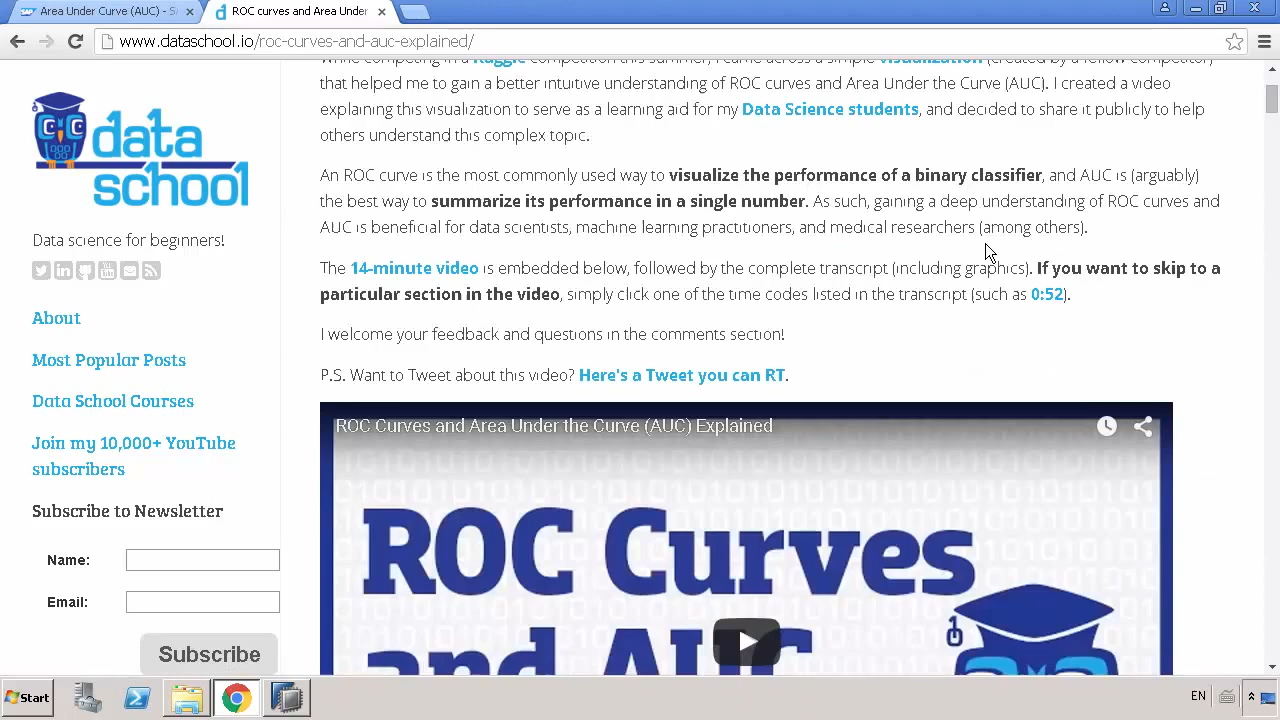 Area Under Curve (AUC) - S
ROC curves and Area Under
www.dataschool.io/roc-curves-and-auc-explained/
that helped me to gain a better intuitive understanding of ROC curves and Area Under the Curve (AUC). I created a video
explaining this visualization to serve as a learning aid for my Data Science students, and decided to share it publicly to help
others understand this complex topic.
An ROC curve is the most commonly used way to visualize the performance of a binary classifier, and AUC is (arguably)
the best way to summarize its performance in a single number. As such, gaining a deep understanding of ROC curves and
AUC is beneficial for data scientists, machine learning practitioners, and medical researchers (among others).
The 14-minute video is embedded below, followed by the complete transcript (including graphics). If you want to skip to a
particular section in the video, simply click one of the time codes listed in the transcript (such as 0:52).
I welcome your feedback and questions in the comments section!
P.S. Want to Tweet about this video? Here's a Tweet you can RT.
ROC Curves and Area Under the Curve (AUC) Explained
ROC Curves
and AUC
data
school
Data science for beginners!
About
Most Popular Posts
Data School Courses
Join my 10,000+ YouTube
subscribers
Subscribe to Newsletter
Name:
Email:
Subscribe
Start
EN